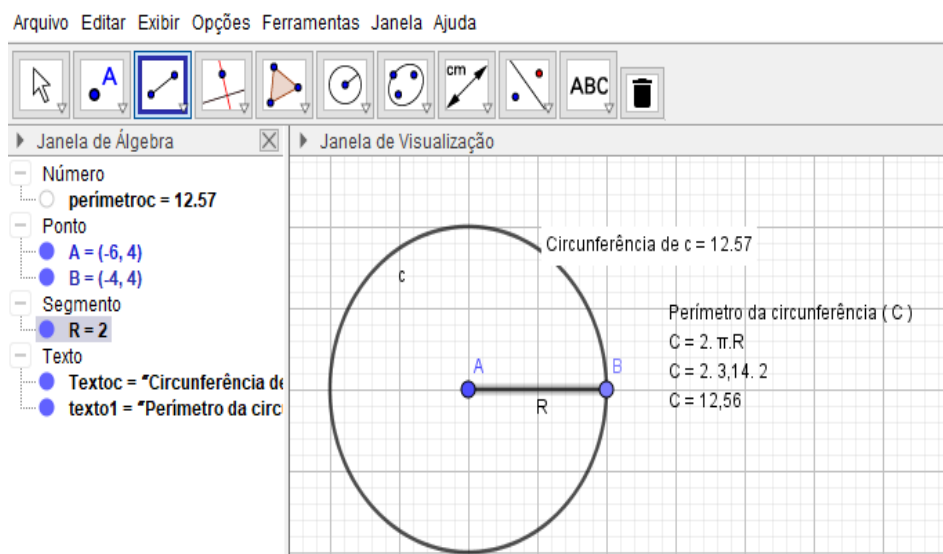 Arquivo Editar Exibir Opções Ferramentas Janela Ajuda
A
cm
ABC
Janela de Álgebra
Janela de Visualização
Número
perímetroc = 12.57
Ponto
A = (-6, 4)
B = (-4, 4)
Segmento
R = 2
Texto
Textoc = "Circunferência de
texto1 = "Perímetro da circ
Circunferência de c = 12.57
c
Perímetro da circunferência ( C )
C = 2. π.R
C = 2. 3,14. 2
C = 12,56
A
B
R